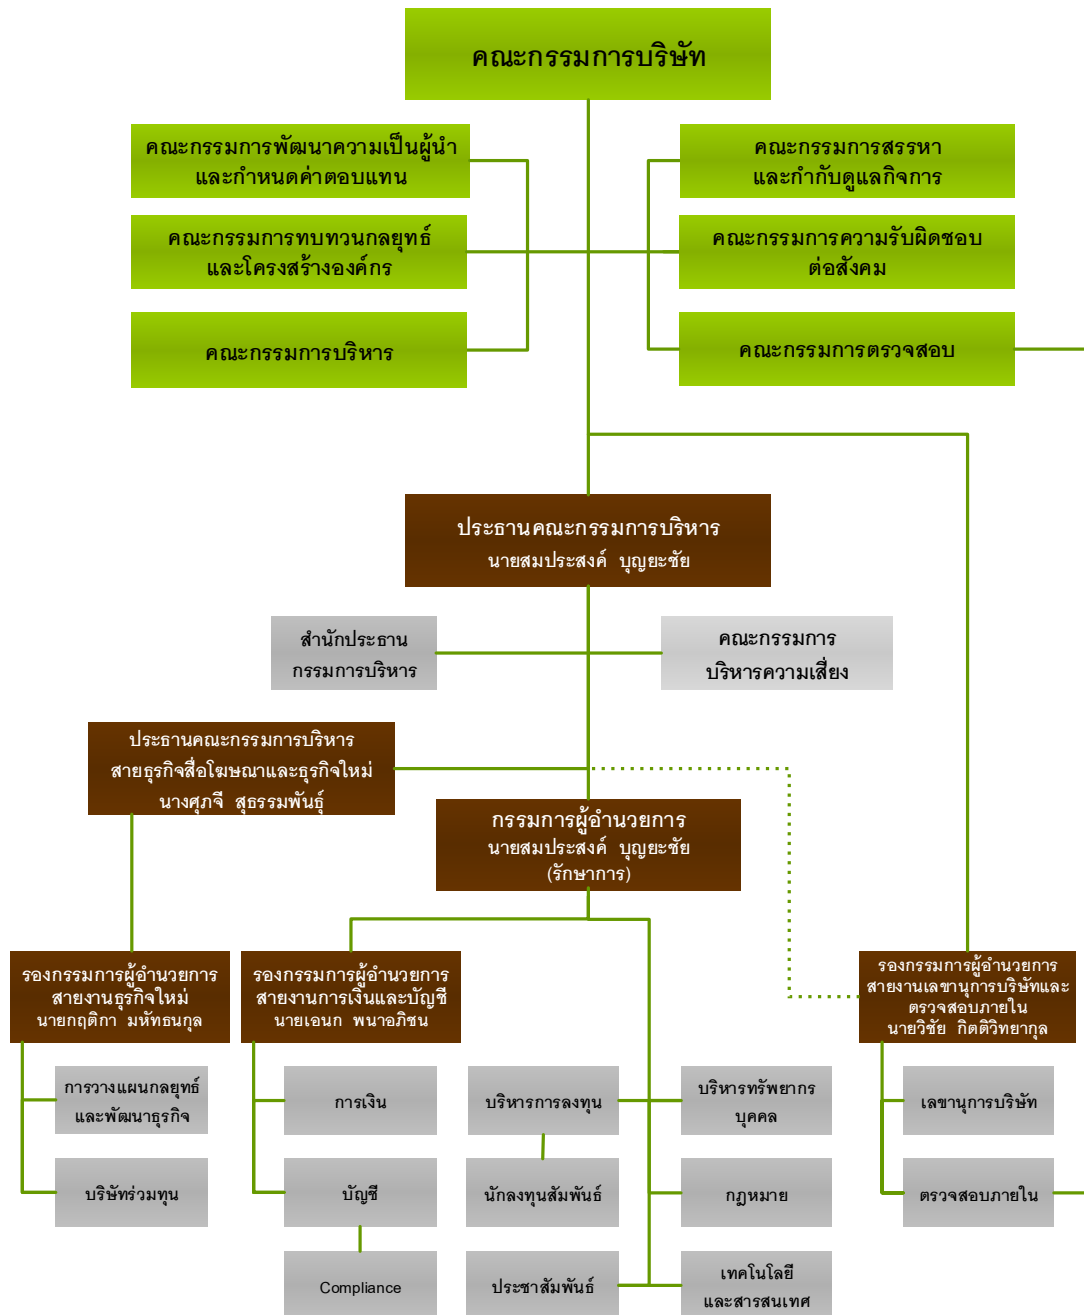 คณะกรรมการบริษัท
คณะกรรมการพัฒนาความเป็นผู้นำ
และกำหนดค่าตอบแทน
คณะกรรมการสรรหา
และกำกับดูแลกิจการ
คณะกรรมการทบทวนกลยุทธ์
และโครงสร้างองค์กร
คณะกรรมการความรับผิดชอบ
ต่อสังคม
คณะกรรมการบริหาร
คณะกรรมการตรวจสอบ
ประธานคณะกรรมการบริหาร
นายสมประสงค์ บุญยะชัย
สำนักประธาน
กรรมการบริหาร
คณะกรรมการ
บริหารความเสี่ยง
ประธานคณะกรรมการบริหาร
สายธุรกิจสื่อโฆษณาและธุรกิจใหม่
นางศุภจี สุธรรมพันธุ์
กรรมการผู้อำนวยการ
นายสมประสงค์ บุญยะชัย
(รักษาการ)
รองกรรมการผู้อำนวยการ
สายงานธุรกิจใหม่
นายกฤติกา มหัทธนกุล
รองกรรมการผู้อำนวยการ
สายงานการเงินและบัญชี
นายเอนก พนาอภิชน
รองกรรมการผู้อำนวยการ
สายงานเลขานุการบริษัทและ
ตรวจสอบภายใน
นายวิชัย กิตติวิทยากุล
การวางแผนกลยุทธ์
และพัฒนาธุรกิจ
การเงิน
บริหารการลงทุน
บริหารทรัพยากร
บุคคล
เลขานุการบริษัท
บริษัทร่วมทุน
บัญชี
นักลงทุนสัมพันธ์
กฎหมาย
ตรวจสอบภายใน
Compliance
ประชาสัมพันธ์
เทคโนโลยี
และสารสนเทศ